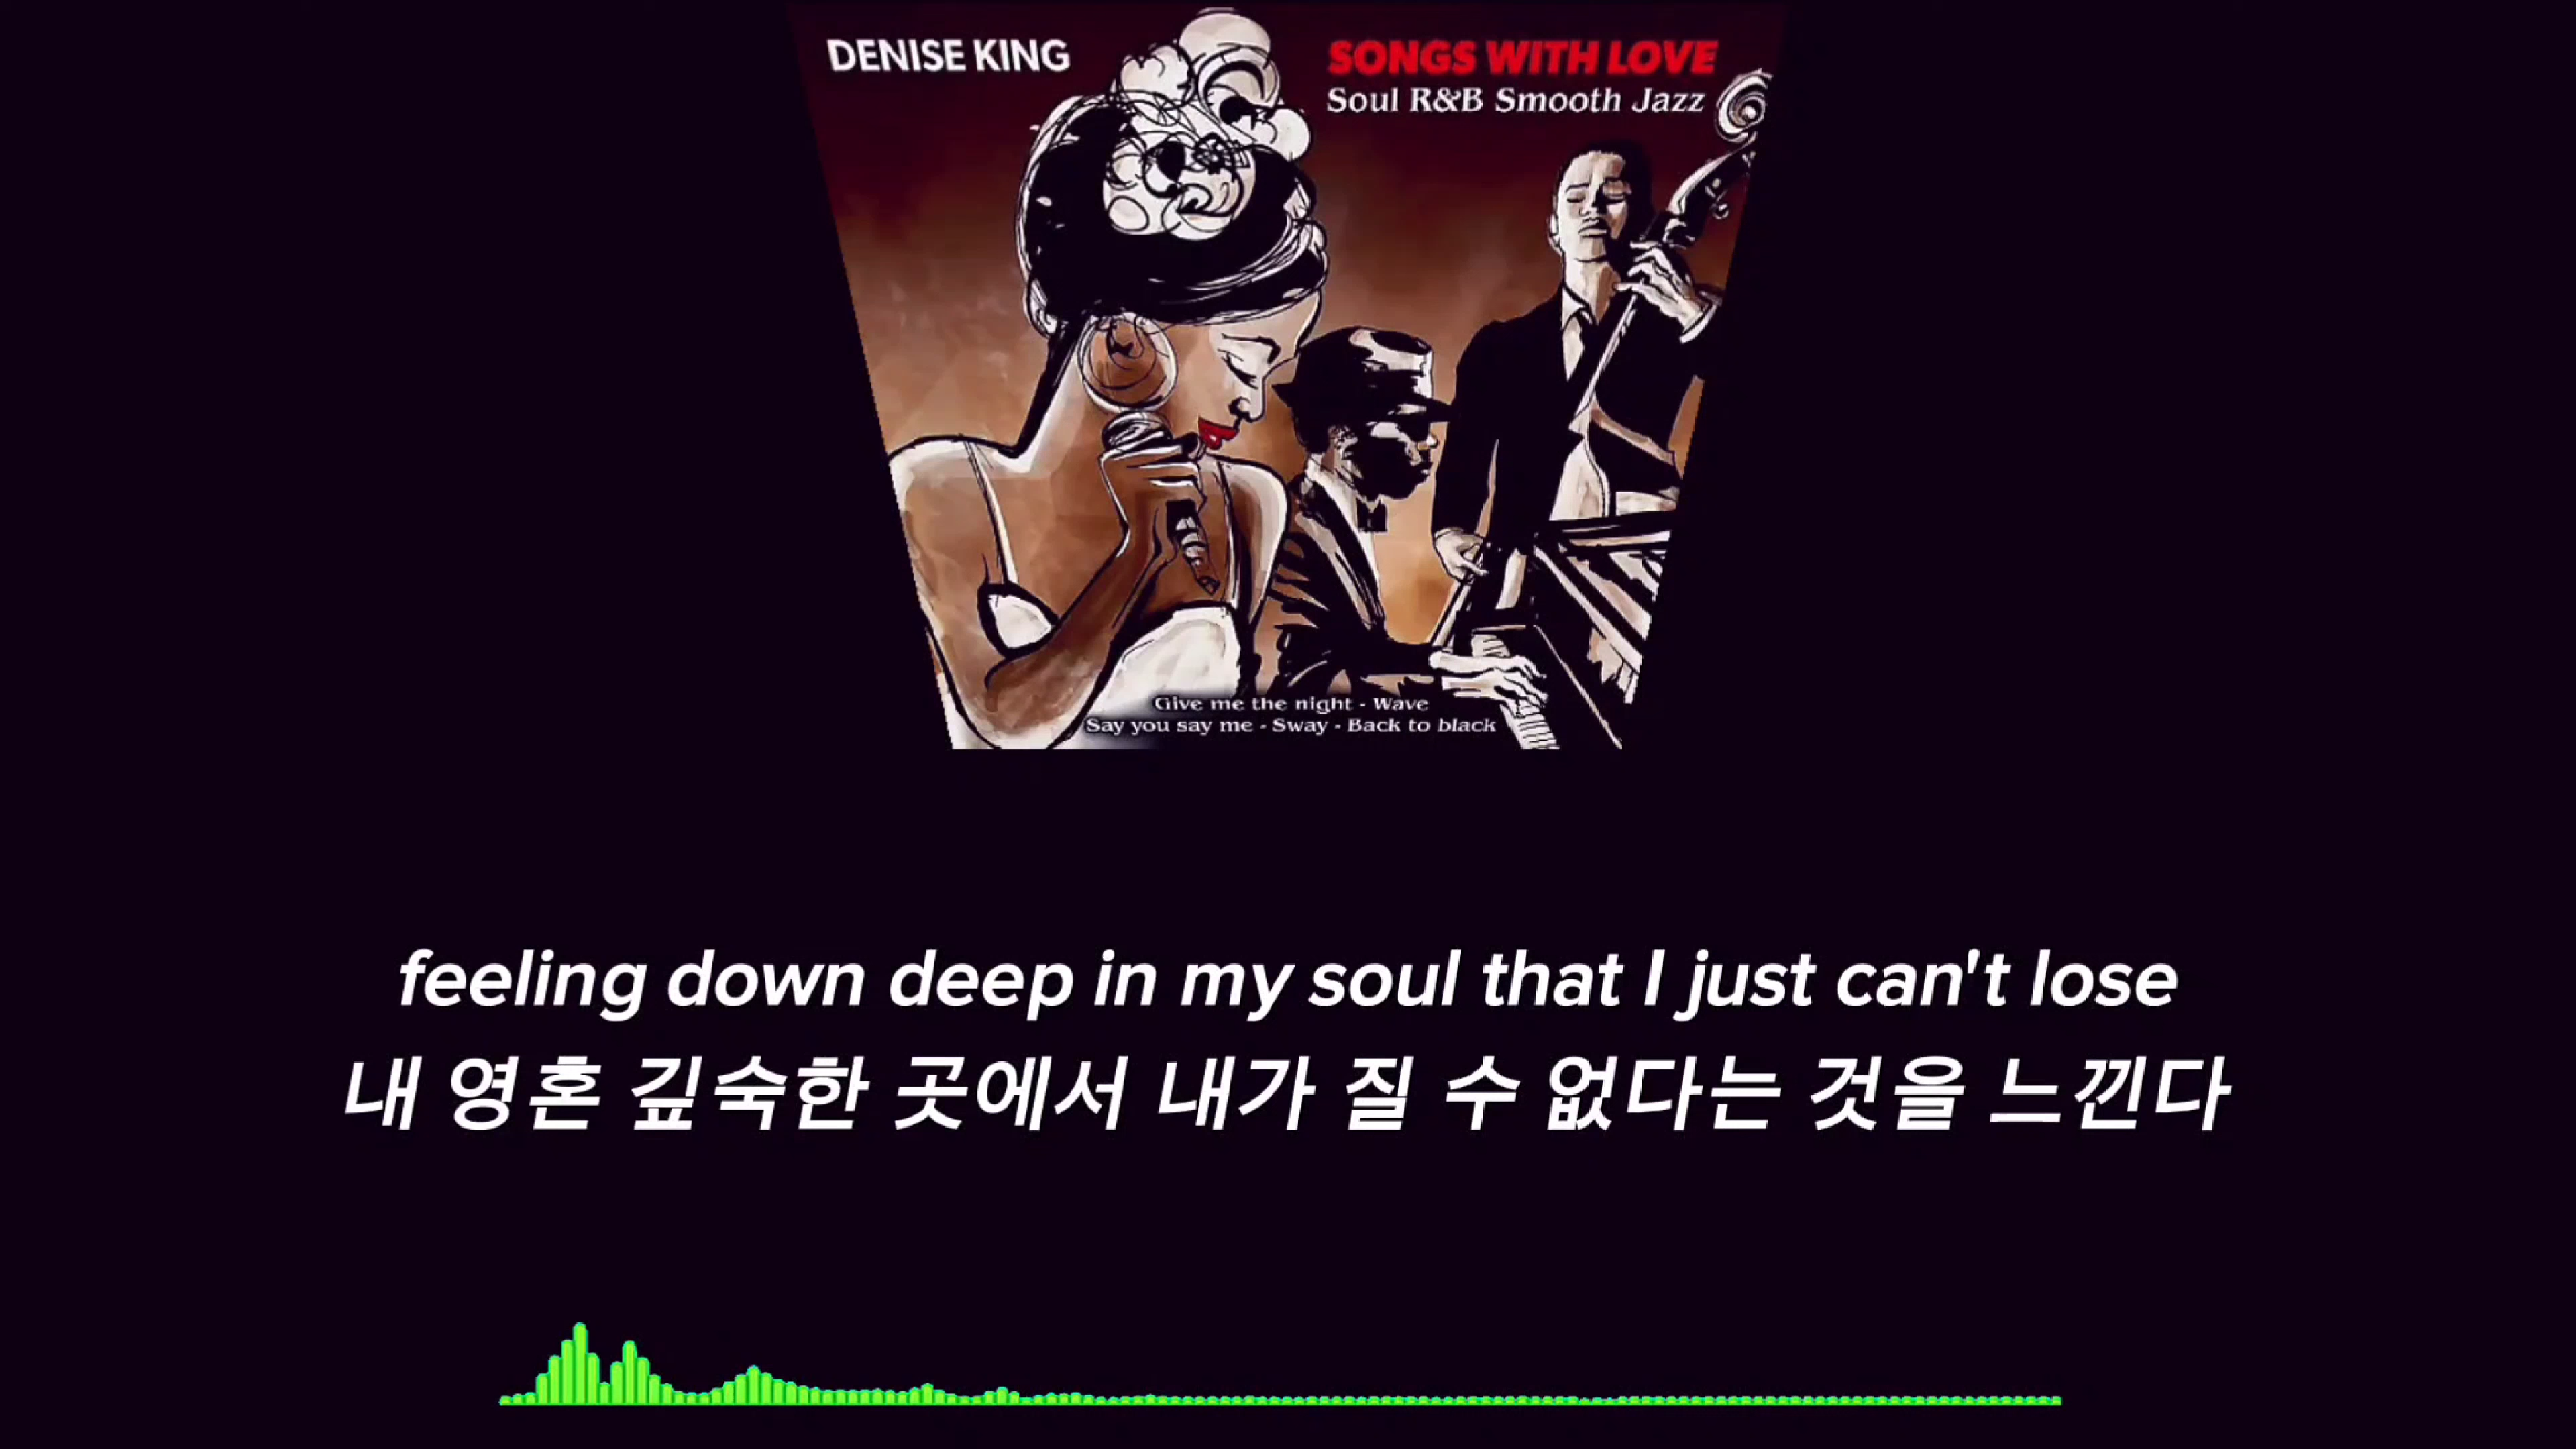 DENISE KING
SONGS WITH LOVE
Soul R&B Smooth Jazz
Give me the night - Wave
Say you say me - Sway - Back to black
feeling down deep in my soul that I just can't lose
내 영혼 깊숙한 곳에서 내가 질 수 없다는 것을 느낀다